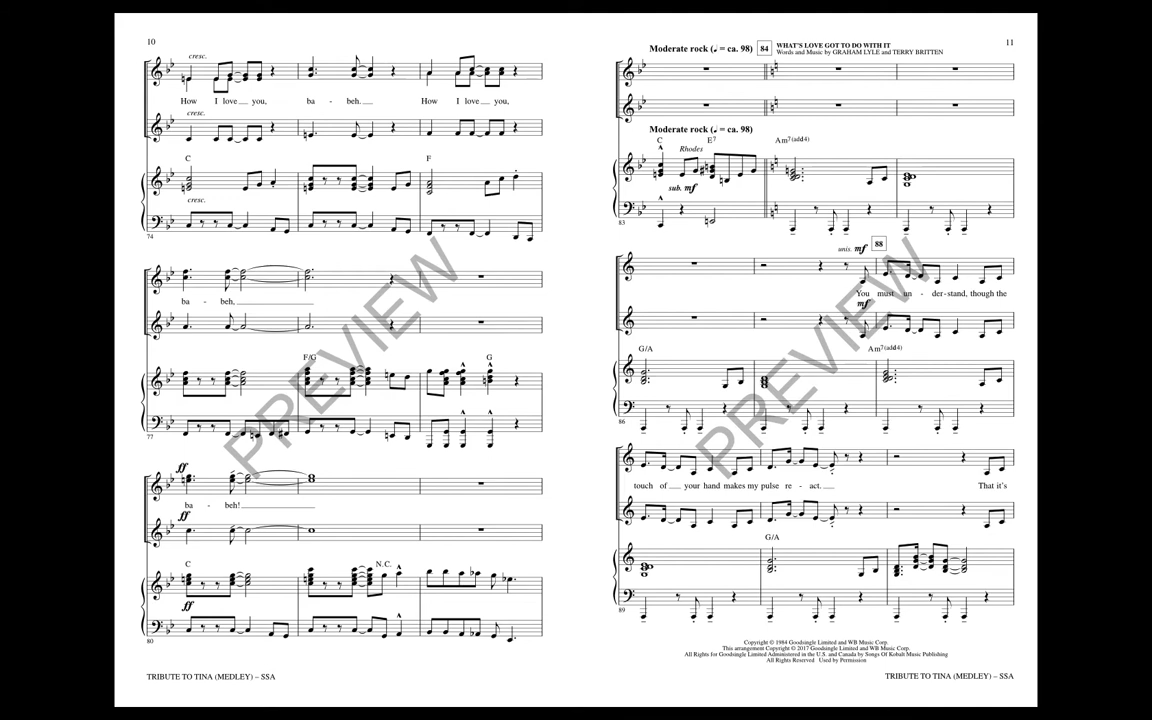 10
cresc.
How I love you, ba - beh. How I love you,
cresc.
C F
cresc.
74
ba - beh,
F/G G
77
ff
ba - beh!
ff
C N.C.
ff
80
TRIBUTE TO TINA (MEDLEY) – SSA
11
Moderate rock (♩ = ca. 98) 84 WHAT'S LOVE GOT TO DO WITH IT
Words and Music by GRAHAM LYLE and TERRY BRITTEN
Moderate rock (♩ = ca. 98)
C E7 Am7(add4)
Rhodes
sub. mf
83
unis. mf 88
You must un - der-stand, though the
mf
G/A Am7(add4)
86
touch of your hand makes my pulse re - act. That it's
G/A
89
Copyright © 1984 Goodsingle Limited and WB Music Corp.
This arrangement Copyright © 2017 Goodsingle Limited and WB Music Corp.
All Rights for Goodsingle Limited Administered in the U.S. and Canada by Songs Of Kobalt Music Publishing
All Rights Reserved Used by Permission
TRIBUTE TO TINA (MEDLEY) – SSA
PREVIEW
PREVIEW